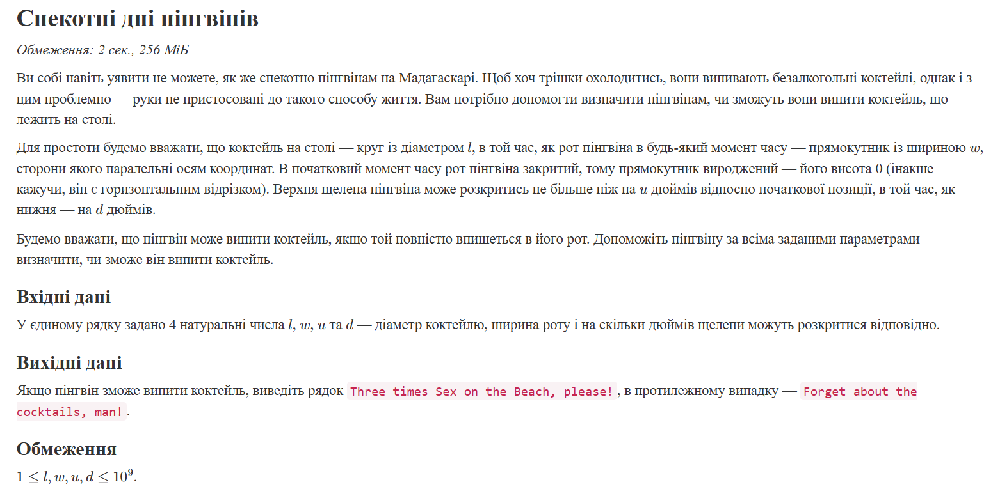 Спекотні дні пінгвінів
Обмеження: 2 сек., 256 МіБ
Ви собі навіть уявити не можете, як же спекотно пінгвінам на Мадагаскарі. Щоб хоч трішки охолодитись, вони випивають безалкогольні коктейлі, однак і з
цим проблемно — руки не пристосовані до такого способу життя. Вам потрібно допомогти визначити пінгвінам, чи зможуть вони випити коктейль, що
лежить на столі.
Для простоти будемо вважати, що коктейль на столі — круг із діаметром l, в той час, як рот пінгвіна в будь-який момент часу — прямокутник із шириною w,
сторони якого паралельні осям координат. В початковий момент часу рот пінгвіна закритий, тому прямокутник вироджений — його висота 0 (інакше
кажучи, він є горизонтальним відрізком). Верхня щелепа пінгвіна може розкритись не більше ніж на u дюймів відносно початкової позиції, в той час, як
нижня — на d дюймів.
Будемо вважати, що пінгвін може випити коктейль, якщо той повністю впишеться в його рот. Допоможіть пінгвіну за всіма заданими параметрами
визначити, чи зможе він випити коктейль.
Вхідні дані
У єдиному рядку задано 4 натуральні числа l, w, u та d — діаметр коктейлю, ширина роту і на скільки дюймів щелепи можуть розкритися відповідно.
Вихідні дані
Якщо пінгвін зможе випити коктейль, виведіть рядок Three times Sex on the Beach, please!, в протилежному випадку — Forget about the
cocktails, man!.
Обмеження
1 ≤ l, w, u, d ≤ 10⁹.